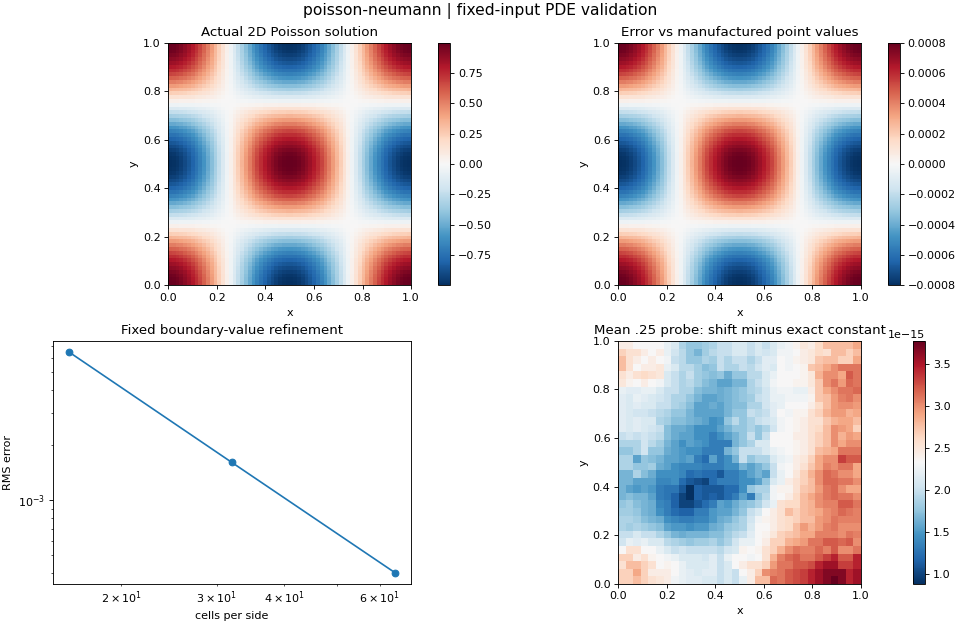 poisson-neumann | fixed-input PDE validation
Actual 2D Poisson solution
1.0
0.8
0.6
0.4
0.2
0.0
y
0.0 0.2 0.4 0.6 0.8 1.0
x
0.75
0.50
0.25
0.00
−0.25
−0.50
−0.75
Error vs manufactured point values
1.0
0.8
0.6
0.4
0.2
0.0
y
0.0 0.2 0.4 0.6 0.8 1.0
x
0.0008
0.0006
0.0004
0.0002
0.0000
−0.0002
−0.0004
−0.0006
−0.0008
Fixed boundary-value refinement
RMS error
10⁻³
2 × 10¹ 3 × 10¹ 4 × 10¹ 6 × 10¹
cells per side
Mean .25 probe: shift minus exact constant
1e−15
1.0
0.8
0.6
0.4
0.2
0.0
y
0.0 0.2 0.4 0.6 0.8 1.0
x
3.5
3.0
2.5
2.0
1.5
1.0